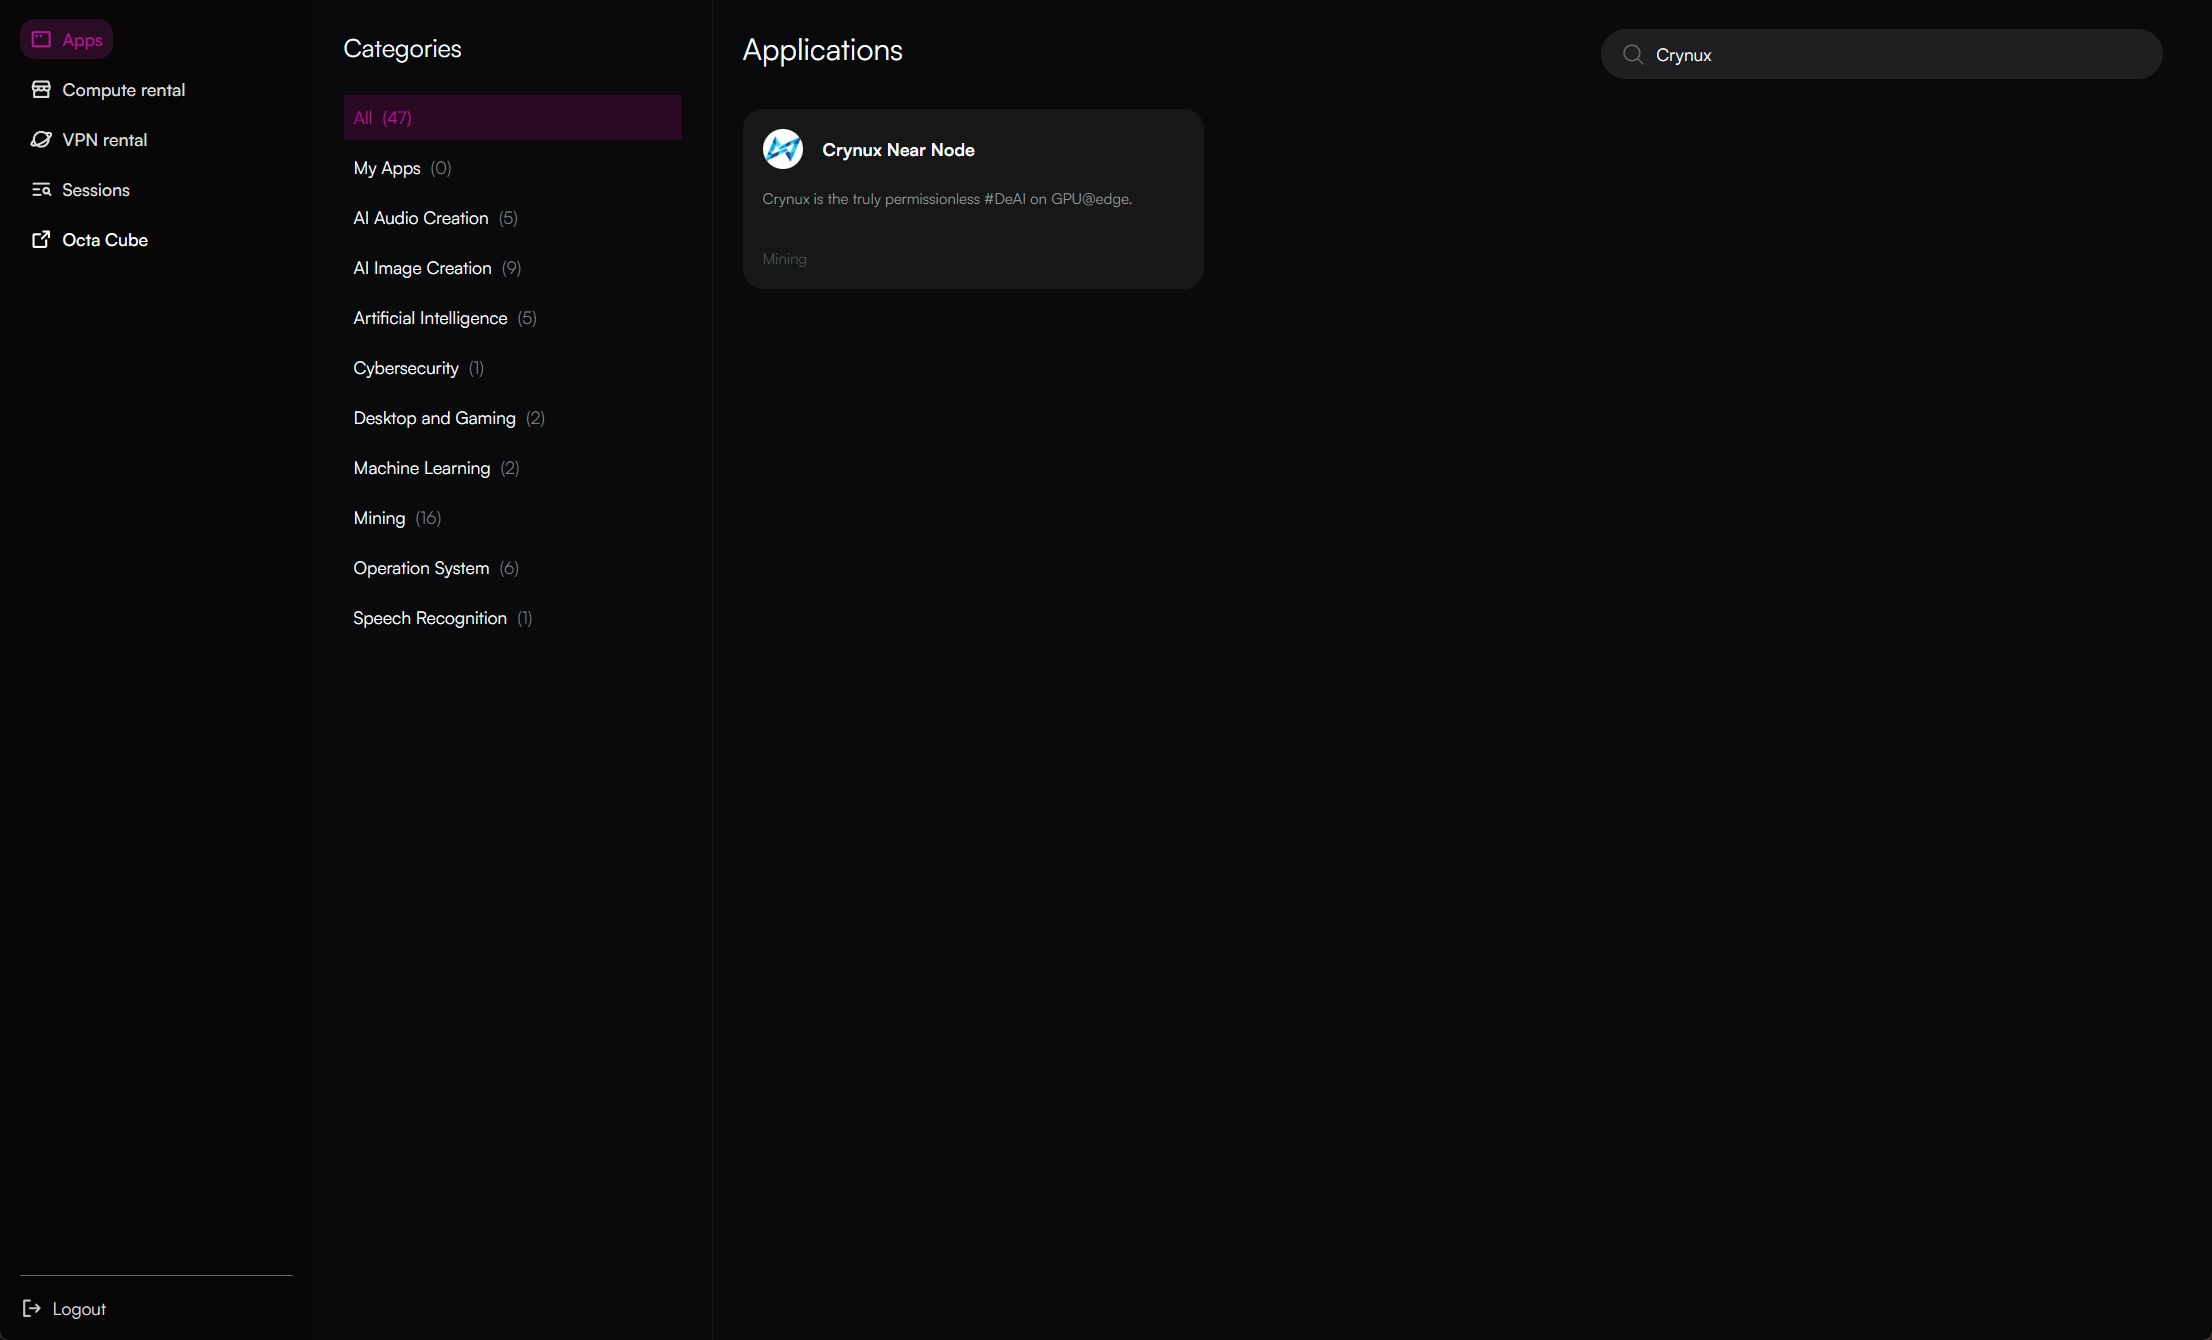 Apps
Compute rental
VPN rental
Sessions
Octa Cube
Logout
Categories
All (47)
My Apps (0)
AI Audio Creation (5)
AI Image Creation (9)
Artificial Intelligence (5)
Cybersecurity (1)
Desktop and Gaming (2)
Machine Learning (2)
Mining (16)
Operation System (6)
Speech Recognition (1)
Applications
Crynux
Crynux Near Node
Crynux is the truly permissionless #DeAI on GPU@edge.
Mining